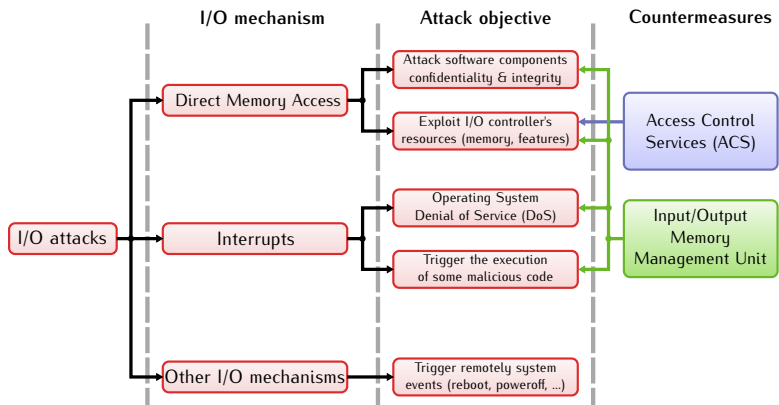 I/O mechanism
Attack objective
Countermeasures
Attack software components
confidentiality & integrity
Direct Memory Access
Exploit I/O controller's
resources (memory, features)
Access Control
Services (ACS)
I/O attacks
Interrupts
Operating System
Denial of Service (DoS)
Trigger the execution
of some malicious code
Input/Output
Memory
Management Unit
Other I/O mechanisms
Trigger remotely system
events (reboot, poweroff, ...)